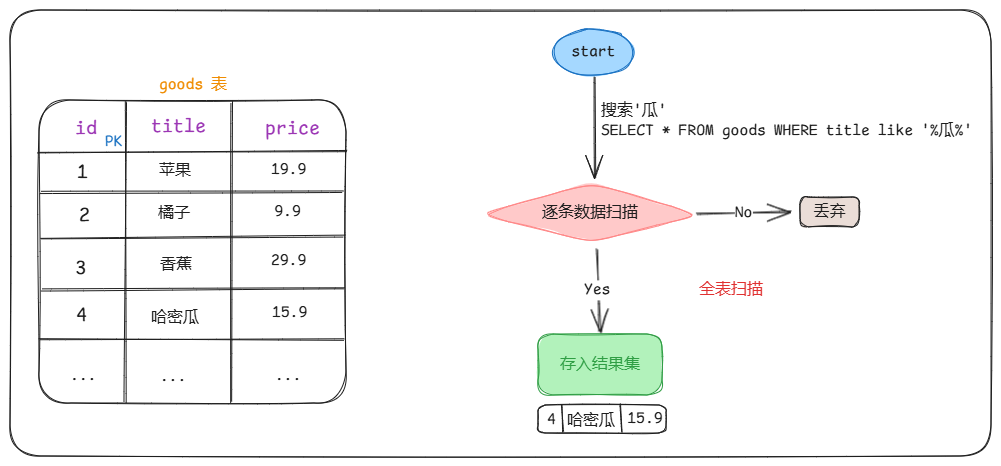 goods 表
id PK title price
1 苹果 19.9
2 橘子 9.9
3 香蕉 29.9
4 哈密瓜 15.9
... ... ...
start
搜索'瓜'
SELECT * FROM goods WHERE title like '%瓜%'
逐条数据扫描
No
丢弃
Yes
全表扫描
存入结果集
4 哈密瓜 15.9